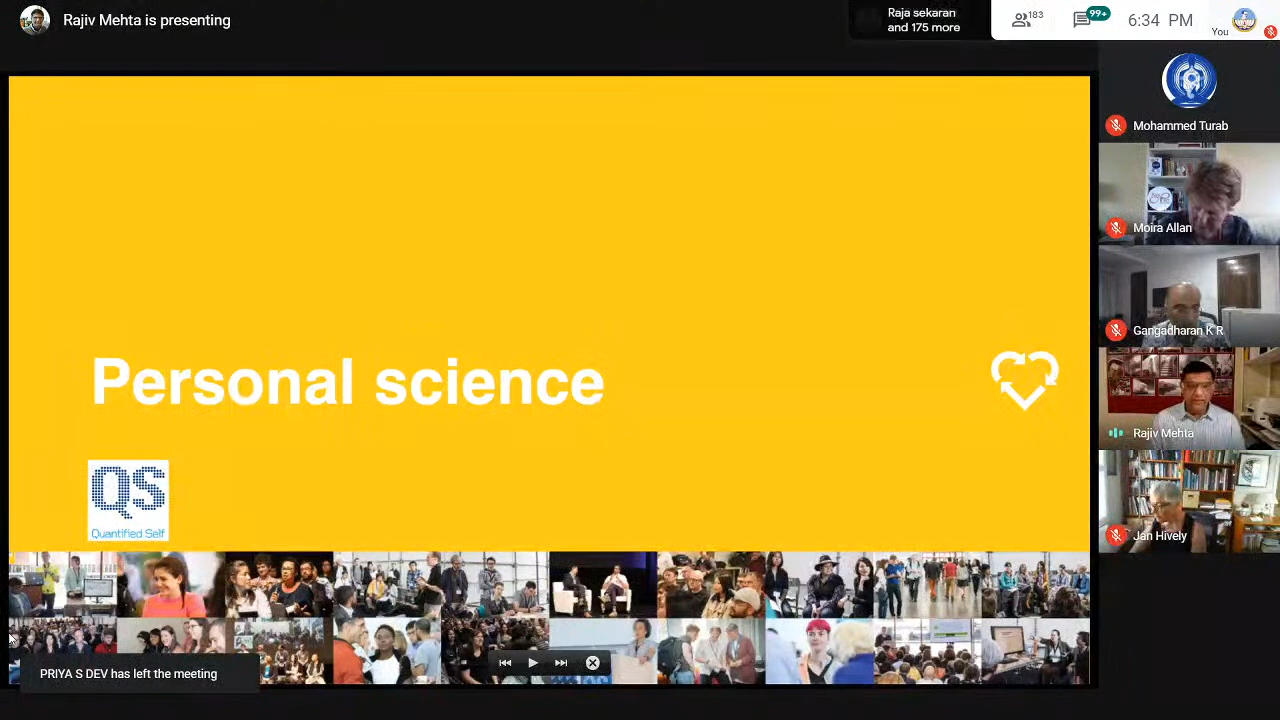 Rajiv Mehta is presenting
Raja sekaran
and 175 more
183
99+
6:34 PM
You
Mohammed Turab
Moira Allan
Gangadharan K R
Rajiv Mehta
Jan Hively
Personal science
QS
Quantified Self
PRIYA S DEV has left the meeting